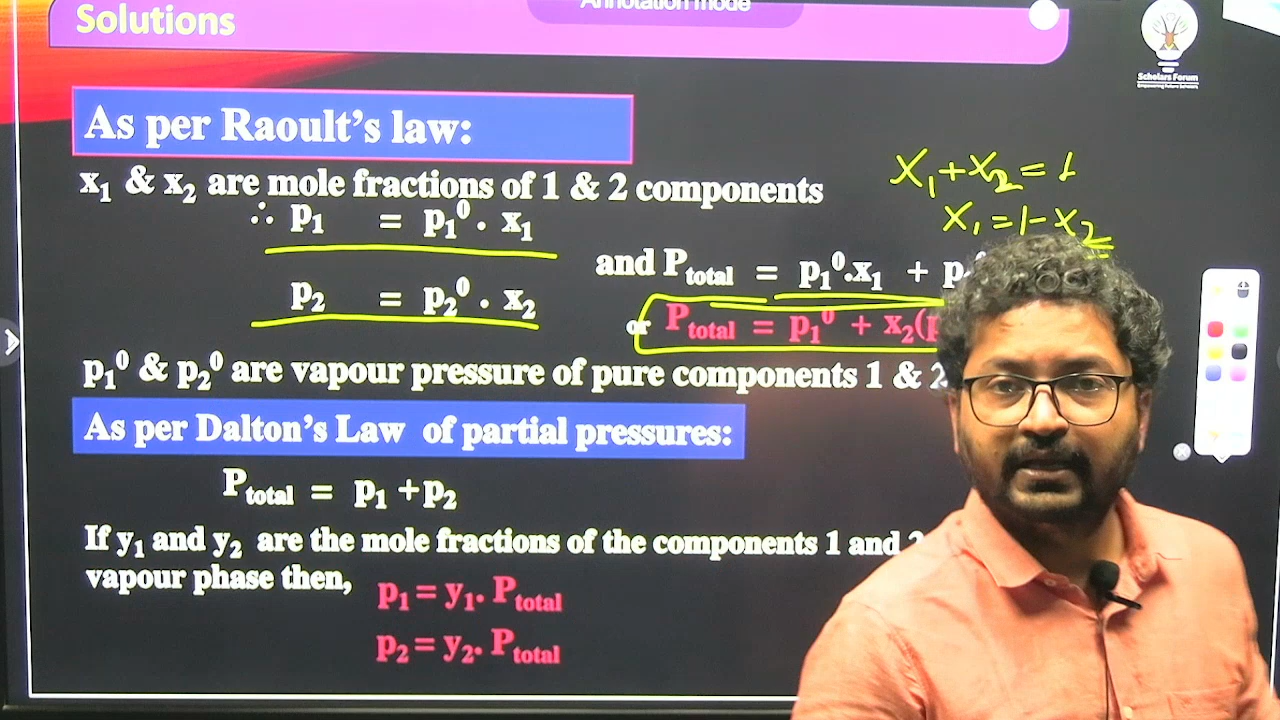 Annotation mode
Solutions
Scholars Forum
As per Raoult's law:
x₁ & x₂ are mole fractions of 1 & 2 components
∴ p₁ = p₁⁰ . x₁
p₂ = p₂⁰ . x₂
X₁+X₂=1
X₁=1-X₂
and Pₜₒₜₐₗ = p₁⁰.x₁ + p
or Pₜₒₜₐₗ = p₁⁰ + x₂(p
p₁⁰ & p₂⁰ are vapour pressure of pure components 1 & 2
As per Dalton's Law of partial pressures:
Pₜₒₜₐₗ = p₁ +p₂
If y₁ and y₂ are the mole fractions of the components 1 and 2
vapour phase then,
p₁ = y₁. Pₜₒₜₐₗ
p₂ = y₂. Pₜₒₜₐₗ